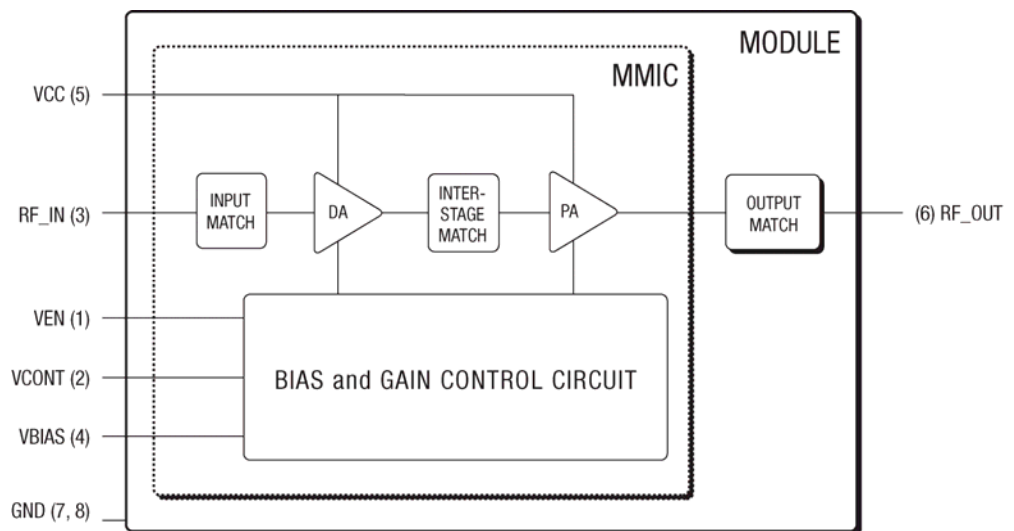 MODULE
MMIC
VCC (5)
RF_IN (3)
INPUT
MATCH
DA
INTER-
STAGE
MATCH
PA
OUTPUT
MATCH
(6) RF_OUT
VEN (1)
VCONT (2)
VBIAS (4)
BIAS and GAIN CONTROL CIRCUIT
GND (7, 8)